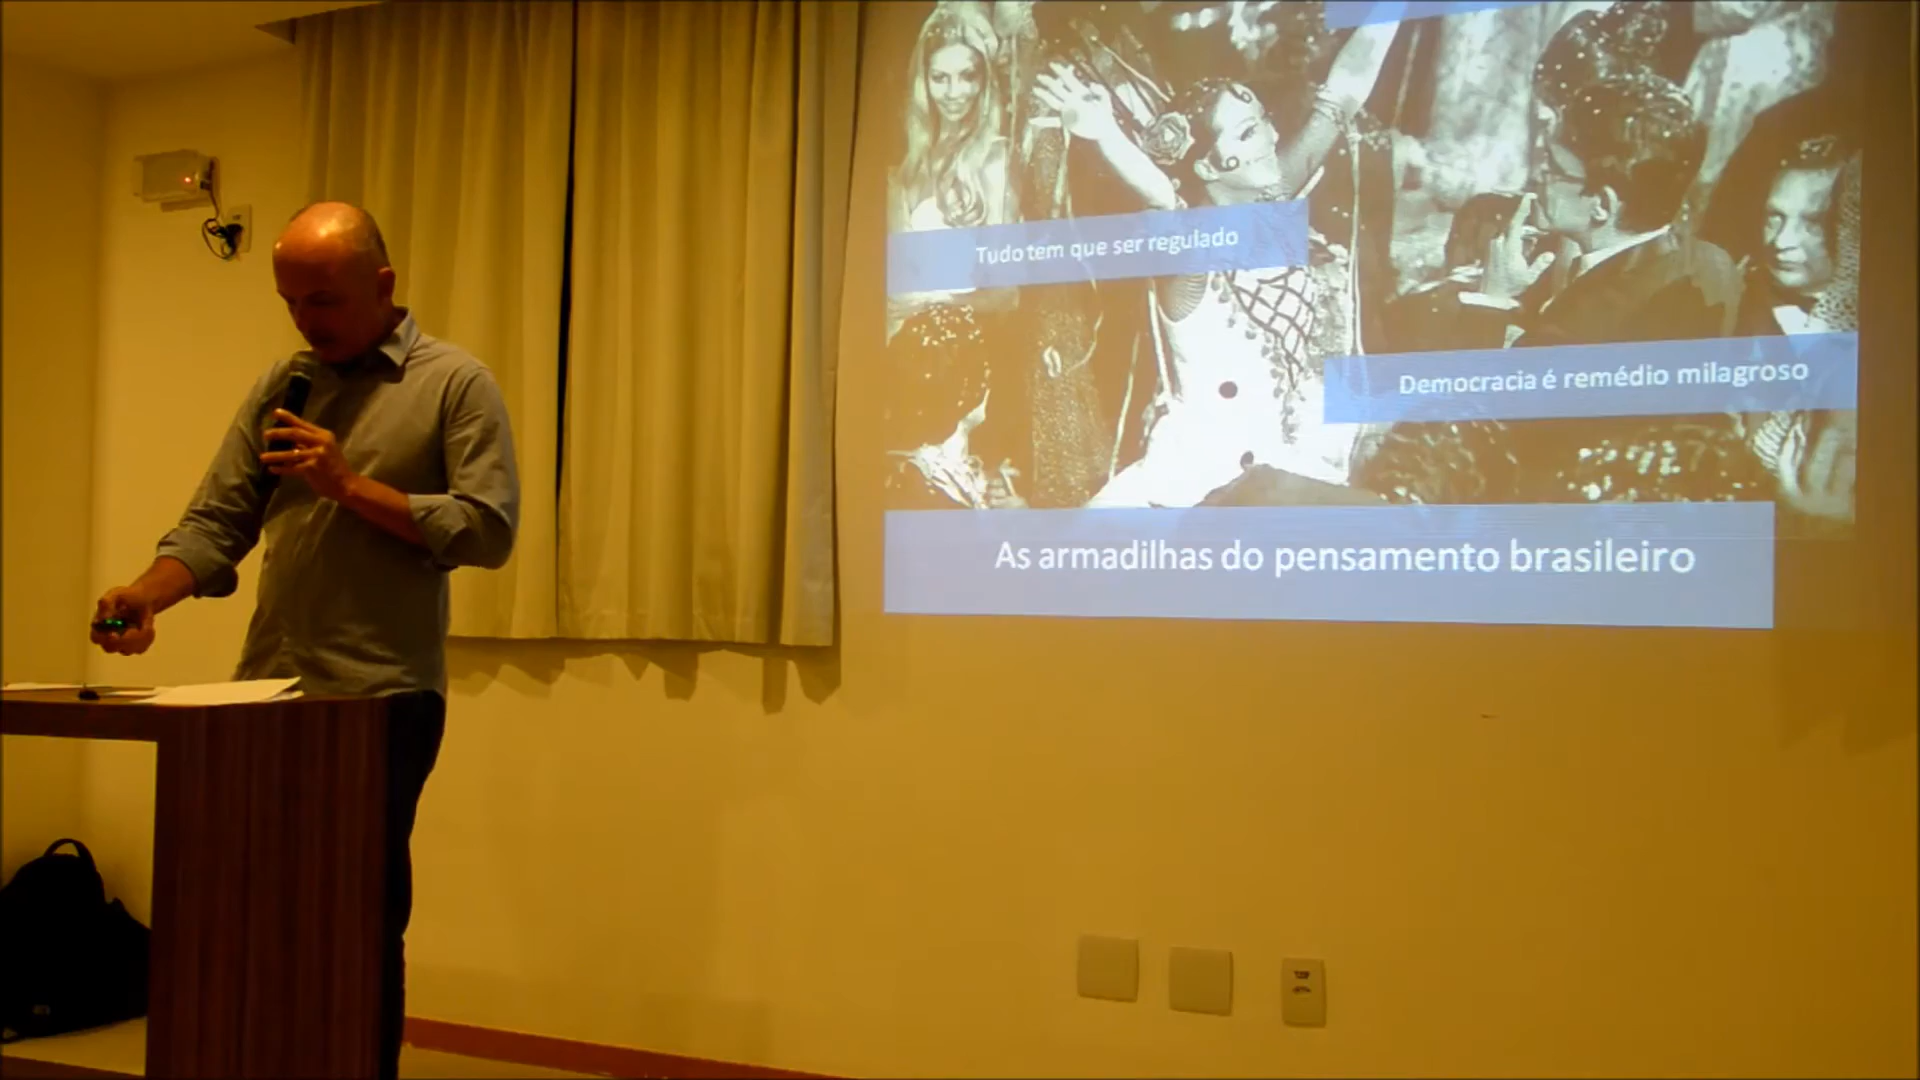 Tudo tem que ser regulado
Democracia é remédio milagroso
As armadilhas do pensamento brasileiro